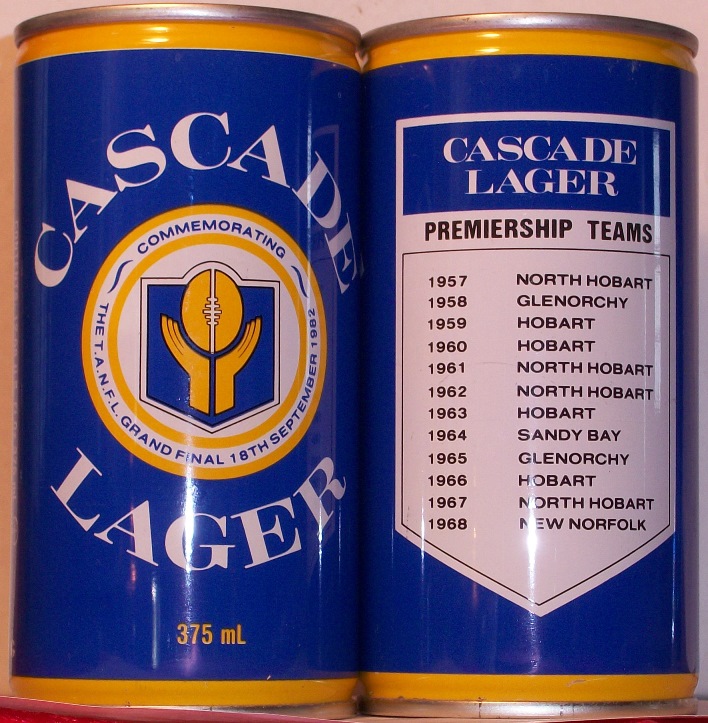 CASCADE
COMMEMORATING
THE T.A.N.F.L. GRAND FINAL 18TH SEPTEMBER 1982
LAGER
375 mL
CASCADE
LAGER
PREMIERSHIP TEAMS
1957 NORTH HOBART
1958 GLENORCHY
1959 HOBART
1960 HOBART
1961 NORTH HOBART
1962 NORTH HOBART
1963 HOBART
1964 SANDY BAY
1965 GLENORCHY
1966 HOBART
1967 NORTH HOBART
1968 NEW NORFOLK